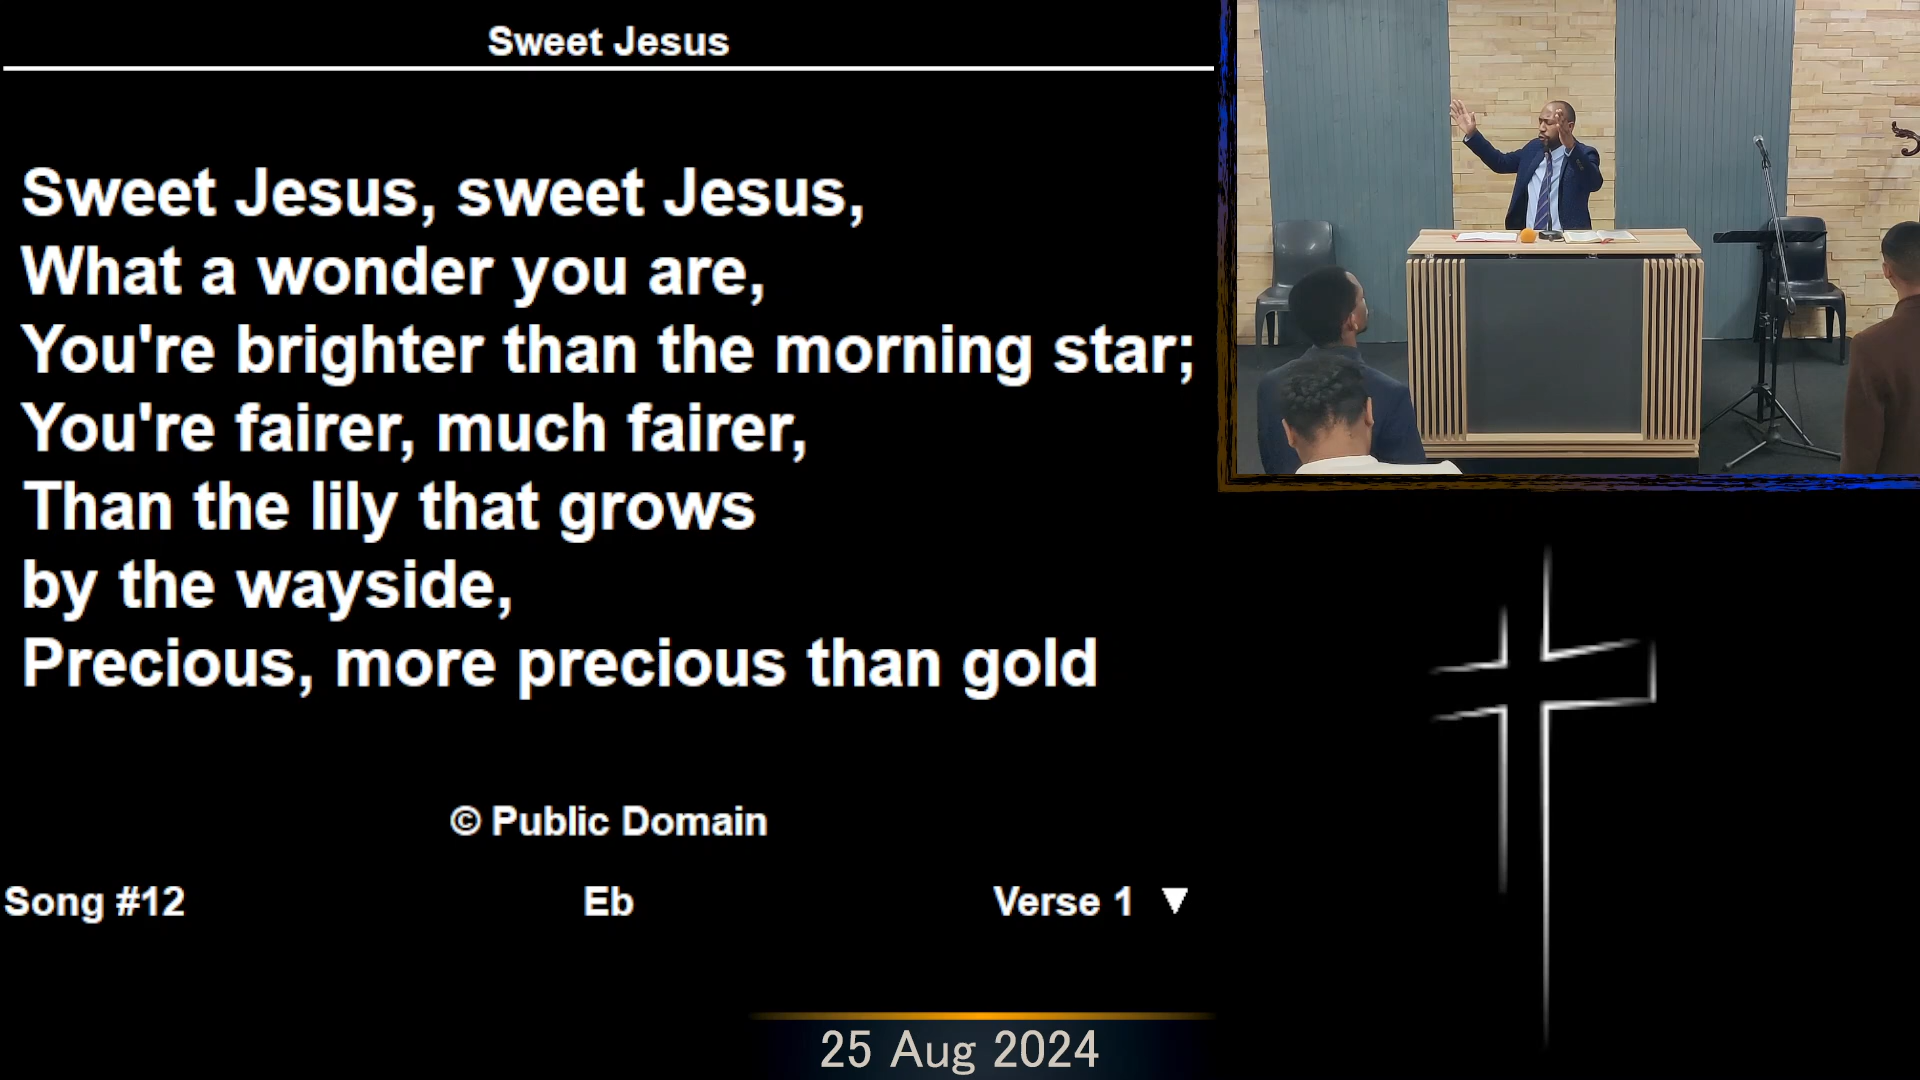 Sweet Jesus
Sweet Jesus, sweet Jesus,
What a wonder you are,
You're brighter than the morning star;
You're fairer, much fairer,
Than the lily that grows
by the wayside,
Precious, more precious than gold
© Public Domain
Song #12 Eb Verse 1 ▼
25 Aug 2024